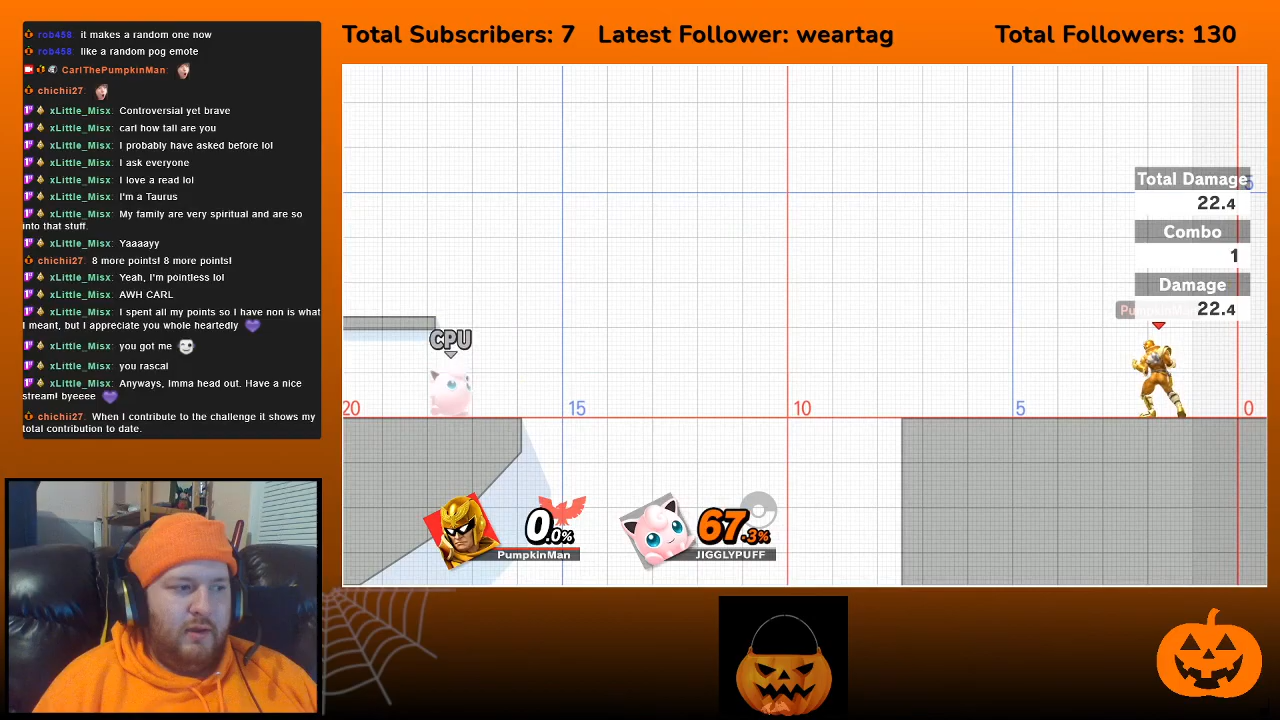 Total Subscribers: 7 Latest Follower: weartag Total Followers: 130
rob458 it makes a random one now
rob458 like a random pog emote
CarlThePumpkinMan:
chichii27:
xLittle_Misx: Controversial yet brave
xLittle_Misx: carl how tall are you
xLittle_Misx: I probably have asked before lol
xLittle_Misx: I ask everyone
xLittle_Misx: I love a read lol
xLittle_Misx: I'm a Taurus
xLittle_Misx: My family are very spiritual and are so
into that stuff.
xLittle_Misx: Yaaaayy
chichii27: 8 more points! 8 more points!
xLittle_Misx: Yeah, I'm pointless lol
xLittle_Misx: AWH CARL
xLittle_Misx: I spent all my points so I have non is what
I meant, but I appreciate you whole heartedly
xLittle_Misx: you got me
xLittle_Misx: you rascal
xLittle_Misx: Anyways, Imma head out. Have a nice
stream! byeeee
chichii27: When I contribute to the challenge it shows my
total contribution to date.
Total Damage
22.4
Combo
1
Damage
22.4
CPU
20 15 10 5 0
0.0%
PumpkinMan
67.3%
JIGGLYPUFF